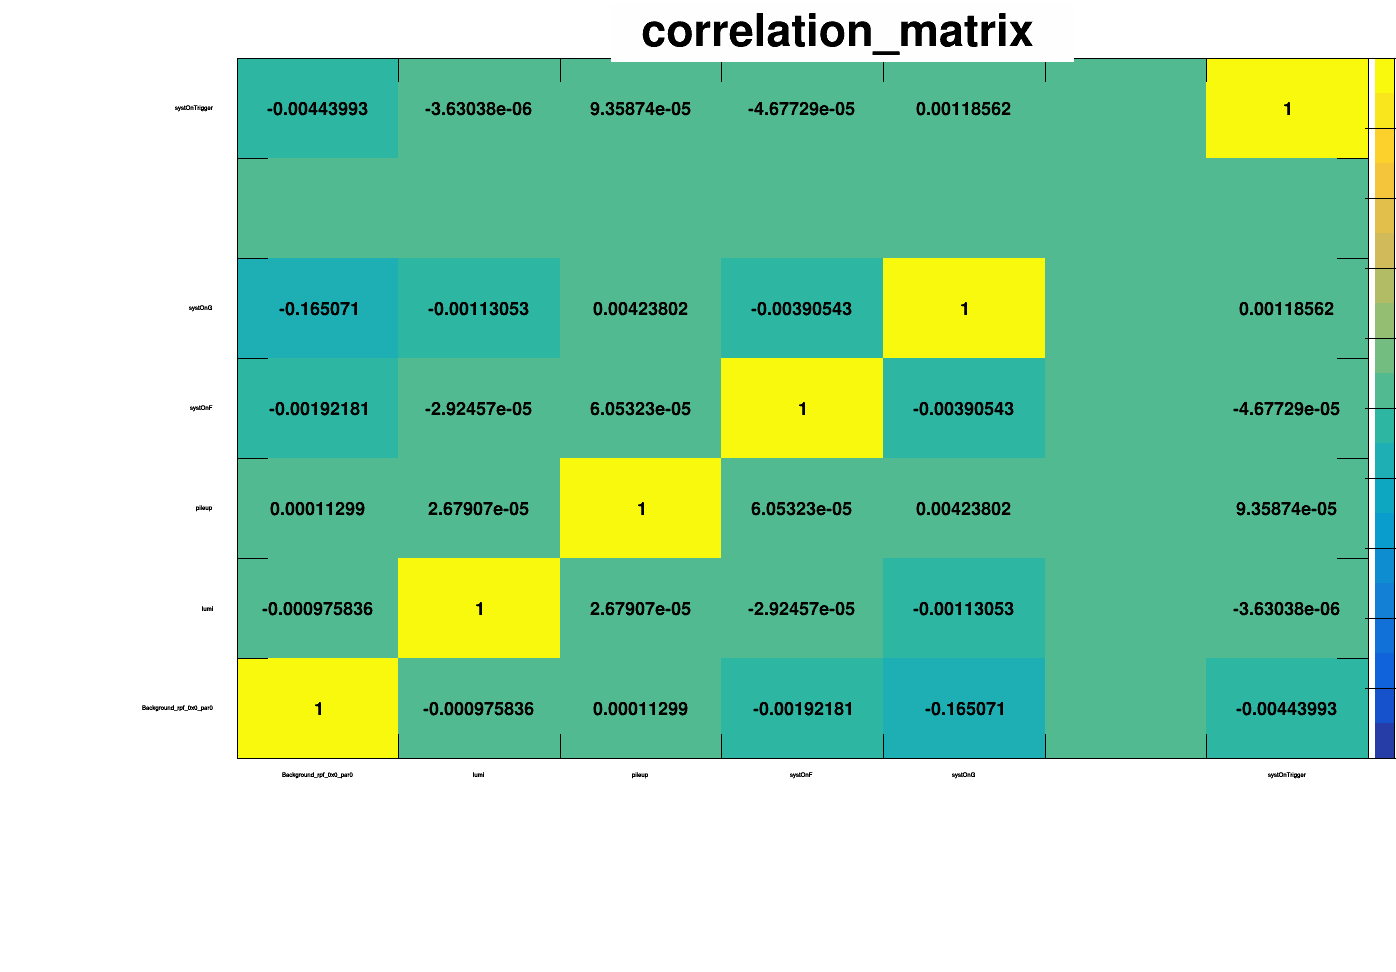 correlation_matrix
systOnTrigger -0.00443993 -3.63038e-06 9.35874e-05 -4.67729e-05 0.00118562 1
systOnG -0.165071 -0.00113053 0.00423802 -0.00390543 1 0.00118562
systOnF -0.00192181 -2.92457e-05 6.05323e-05 1 -0.00390543 -4.67729e-05
pileup 0.00011299 2.67907e-05 1 6.05323e-05 0.00423802 9.35874e-05
lumi -0.000975836 1 2.67907e-05 -2.92457e-05 -0.00113053 -3.63038e-06
Background_rpf_0x0_par0 1 -0.000975836 0.00011299 -0.00192181 -0.165071 -0.00443993
Background_rpf_0x0_par0 lumi pileup systOnF systOnG systOnTrigger